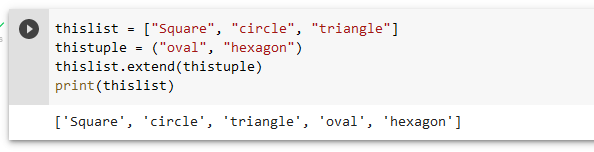 thislist = ["Square", "circle", "triangle"]
thistuple = ("oval", "hexagon")
thislist.extend(thistuple)
print(thislist)
['Square', 'circle', 'triangle', 'oval', 'hexagon']